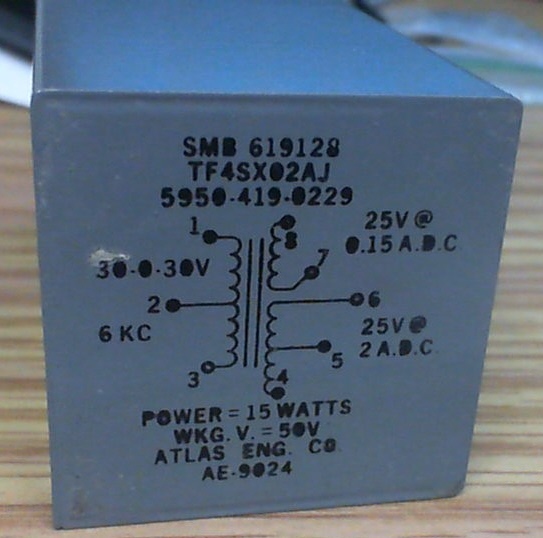 SMB 619128
TF4SX02AJ
5950-419-0229
1
8
25V @
0.15 A.D.C
7
30-0-30V
2
6
6 KC
25V @
2 A.D.C.
5
3
4
POWER = 15 WATTS
WKG. V. = 50V
ATLAS ENG. CO
AE-9024